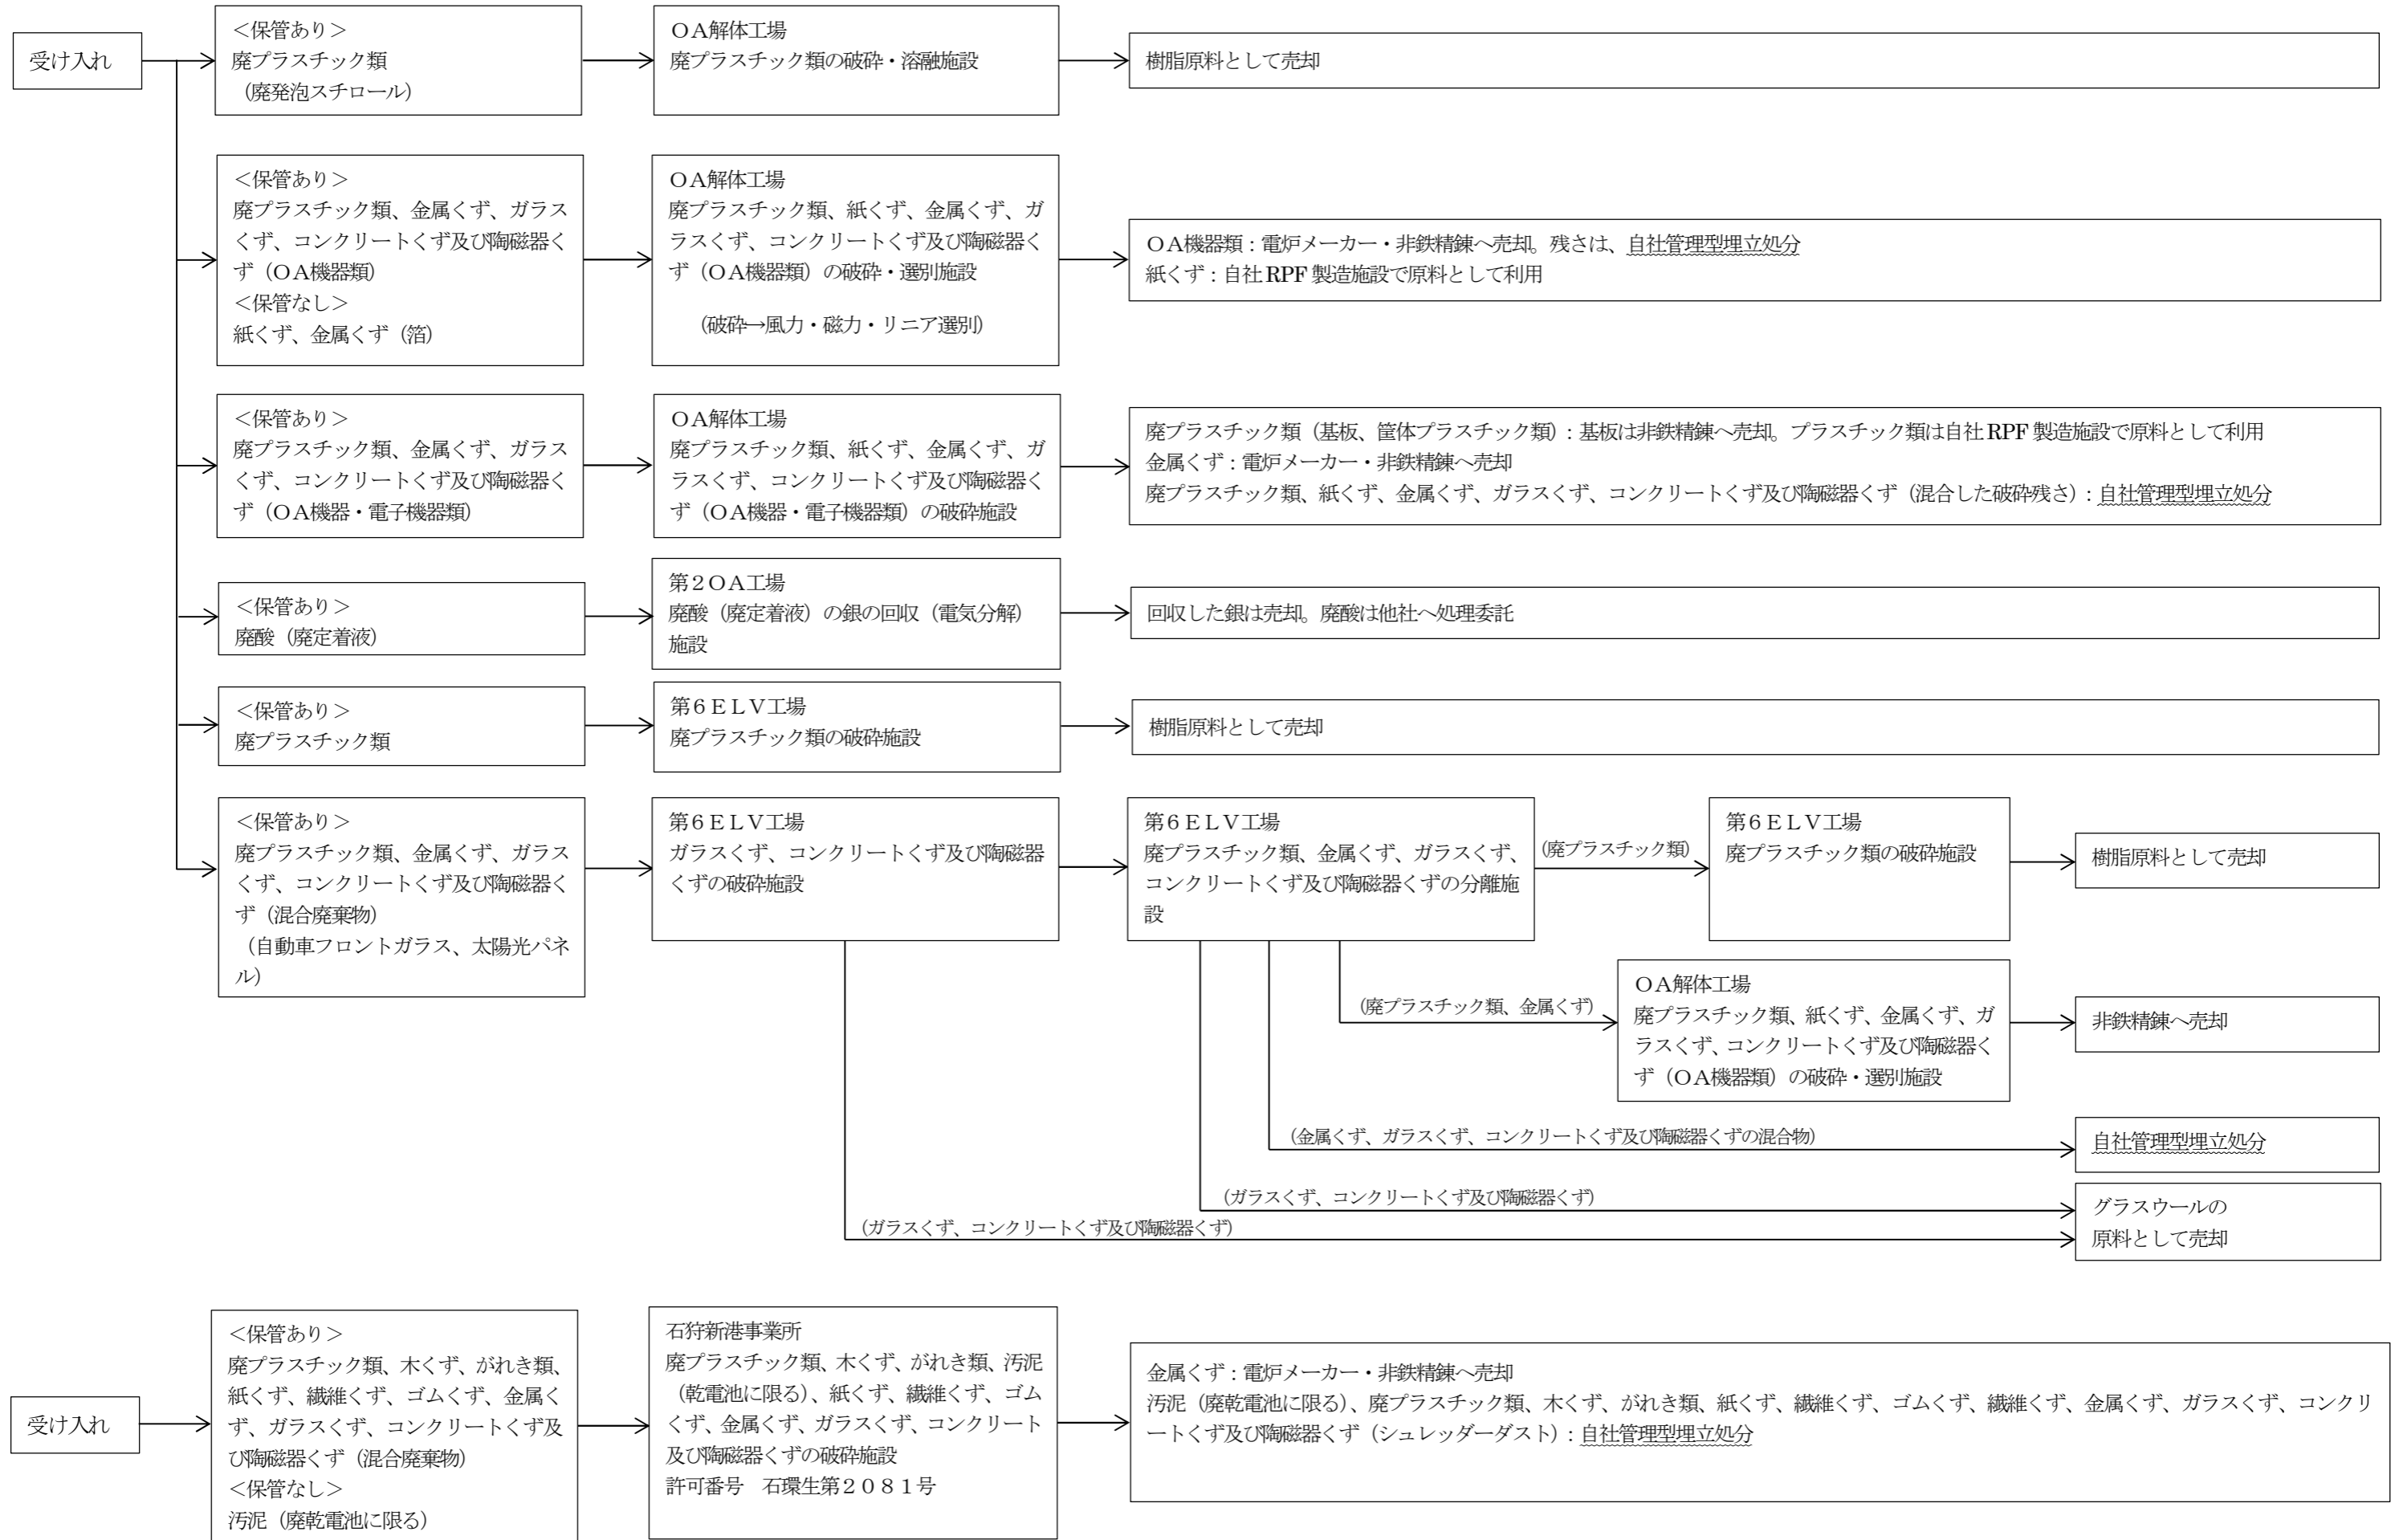 受け入れ
＜保管あり＞
廃プラスチック類
（廃発泡スチロール）
ＯＡ解体工場
廃プラスチック類の破砕・溶融施設
樹脂原料として売却
＜保管あり＞
廃プラスチック類、金属くず、ガラス
くず、コンクリートくず及び陶磁器く
ず（ＯＡ機器類）
＜保管なし＞
紙くず、金属くず（箔）
ＯＡ解体工場
廃プラスチック類、紙くず、金属くず、ガ
ラスくず、コンクリートくず及び陶磁器く
ず（ＯＡ機器類）の破砕・選別施設
（破砕→風力・磁力・リニア選別）
ＯＡ機器類：電炉メーカー・非鉄精錬へ売却。残さは、自社管理型埋立処分
紙くず：自社 RPF 製造施設で原料として利用
＜保管あり＞
廃プラスチック類、金属くず、ガラス
くず、コンクリートくず及び陶磁器く
ず（ＯＡ機器・電子機器類）
ＯＡ解体工場
廃プラスチック類、紙くず、金属くず、ガ
ラスくず、コンクリートくず及び陶磁器く
ず（ＯＡ機器・電子機器類）の破砕施設
廃プラスチック類（基板、筐体プラスチック類）：基板は非鉄精錬へ売却。プラスチック類は自社 RPF 製造施設で原料として利用
金属くず：電炉メーカー・非鉄精錬へ売却
廃プラスチック類、紙くず、金属くず、ガラスくず、コンクリートくず及び陶磁器くず（混合した破砕残さ）：自社管理型埋立処分
＜保管あり＞
廃酸（廃定着液）
第２ＯＡ工場
廃酸（廃定着液）の銀の回収（電気分解）
施設
回収した銀は売却。廃酸は他社へ処理委託
＜保管あり＞
廃プラスチック類
第６ＥＬＶ工場
廃プラスチック類の破砕施設
樹脂原料として売却
＜保管あり＞
廃プラスチック類、金属くず、ガラス
くず、コンクリートくず及び陶磁器く
ず（混合廃棄物）
（自動車フロントガラス、太陽光パネ
ル）
第６ＥＬＶ工場
ガラスくず、コンクリートくず及び陶磁器
くずの破砕施設
第６ＥＬＶ工場
廃プラスチック類、金属くず、ガラスくず、
コンクリートくず及び陶磁器くずの分離施
設
（廃プラスチック類）
第６ＥＬＶ工場
廃プラスチック類の破砕施設
樹脂原料として売却
（廃プラスチック類、金属くず）
ＯＡ解体工場
廃プラスチック類、紙くず、金属くず、ガ
ラスくず、コンクリートくず及び陶磁器く
ず（ＯＡ機器類）の破砕・選別施設
非鉄精錬へ売却
（金属くず、ガラスくず、コンクリートくず及び陶磁器くずの混合物）
自社管理型埋立処分
（ガラスくず、コンクリートくず及び陶磁器くず）
（ガラスくず、コンクリートくず及び陶磁器くず）
グラスウールの
原料として売却
受け入れ
＜保管あり＞
廃プラスチック類、木くず、がれき類、
紙くず、繊維くず、ゴムくず、金属く
ず、ガラスくず、コンクリートくず及
び陶磁器くず（混合廃棄物）
＜保管なし＞
汚泥（廃乾電池に限る）
石狩新港事業所
廃プラスチック類、木くず、がれき類、汚泥
（乾電池に限る）、紙くず、繊維くず、ゴム
くず、金属くず、ガラスくず、コンクリート
及び陶磁器くずの破砕施設
許可番号　石環生第２０８１号
金属くず：電炉メーカー・非鉄精錬へ売却
汚泥（廃乾電池に限る）、廃プラスチック類、木くず、がれき類、紙くず、繊維くず、ゴムくず、繊維くず、金属くず、ガラスくず、コンクリ
ートくず及び陶磁器くず（シュレッダーダスト）：自社管理型埋立処分